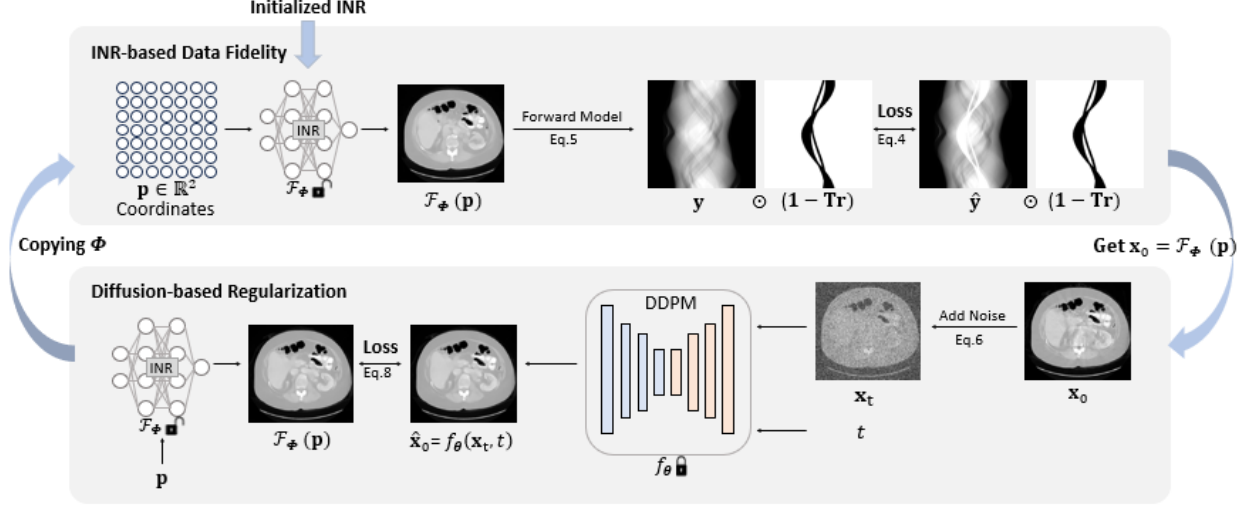 Initialized INR
INR-based Data Fidelity
INR
𝓕_Φ
p ∈ ℝ²
Coordinates
𝓕_Φ (p)
Forward Model
Eq.5
y ⊙ (1 − Tr)
Loss
Eq.4
ŷ ⊙ (1 − Tr)
Copying Φ
Get x₀ = 𝓕_Φ (p)
Diffusion-based Regularization
INR
𝓕_Φ
p
𝓕_Φ (p)
Loss
Eq.8
x̂₀= f_θ(x_t, t)
DDPM
f_θ
x_t
t
Add Noise
Eq.6
x₀